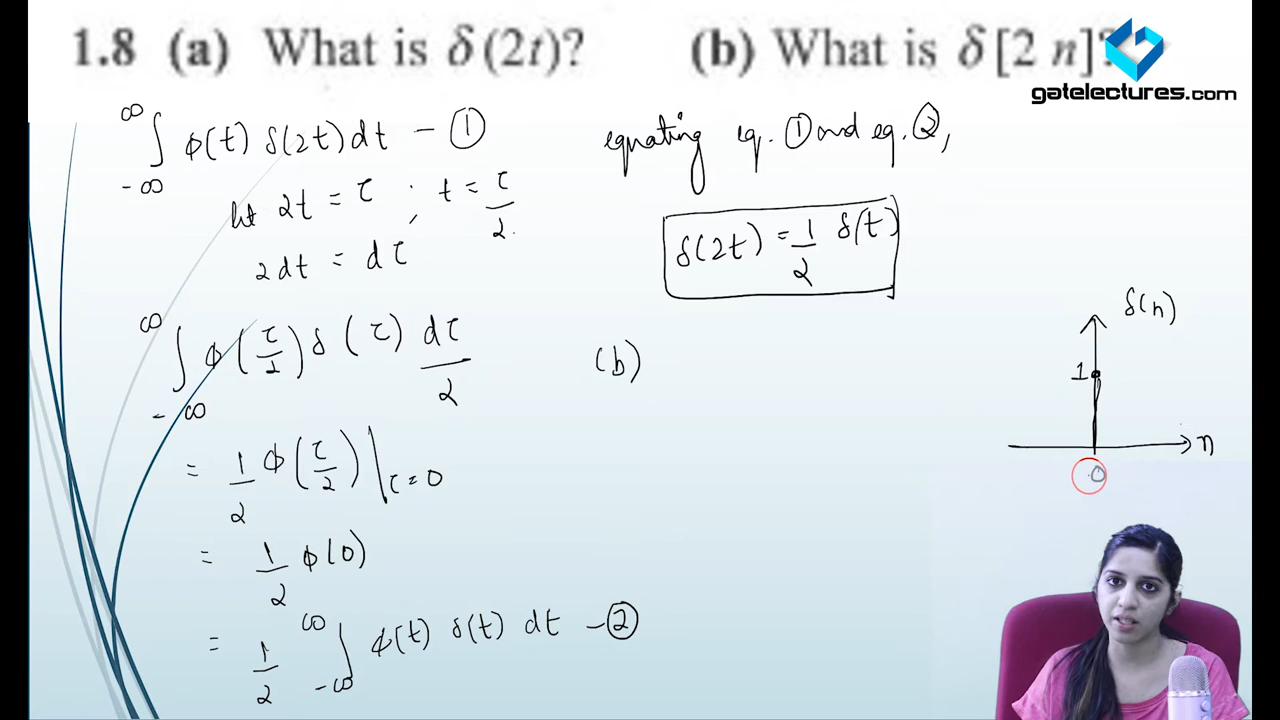 1.8 (a) What is δ(2t)? (b) What is δ[2 n]?
gatelectures.com
∞
∫ φ(t) δ(2t) dt - ①
-∞
let 2t = τ ; t = τ/2
2dt = dτ
∞
∫ φ(τ/2) δ(τ) dτ/2
-∞
= 1/2 φ(τ/2) | τ=0
= 1/2 φ(0)
= 1/2 ∞ ∫ -∞ φ(t) δ(t) dt - ②
equating eq. ① and eq. ②,
δ(2t) = 1/2 δ(t)
(b)
δ(n)
1
n
0